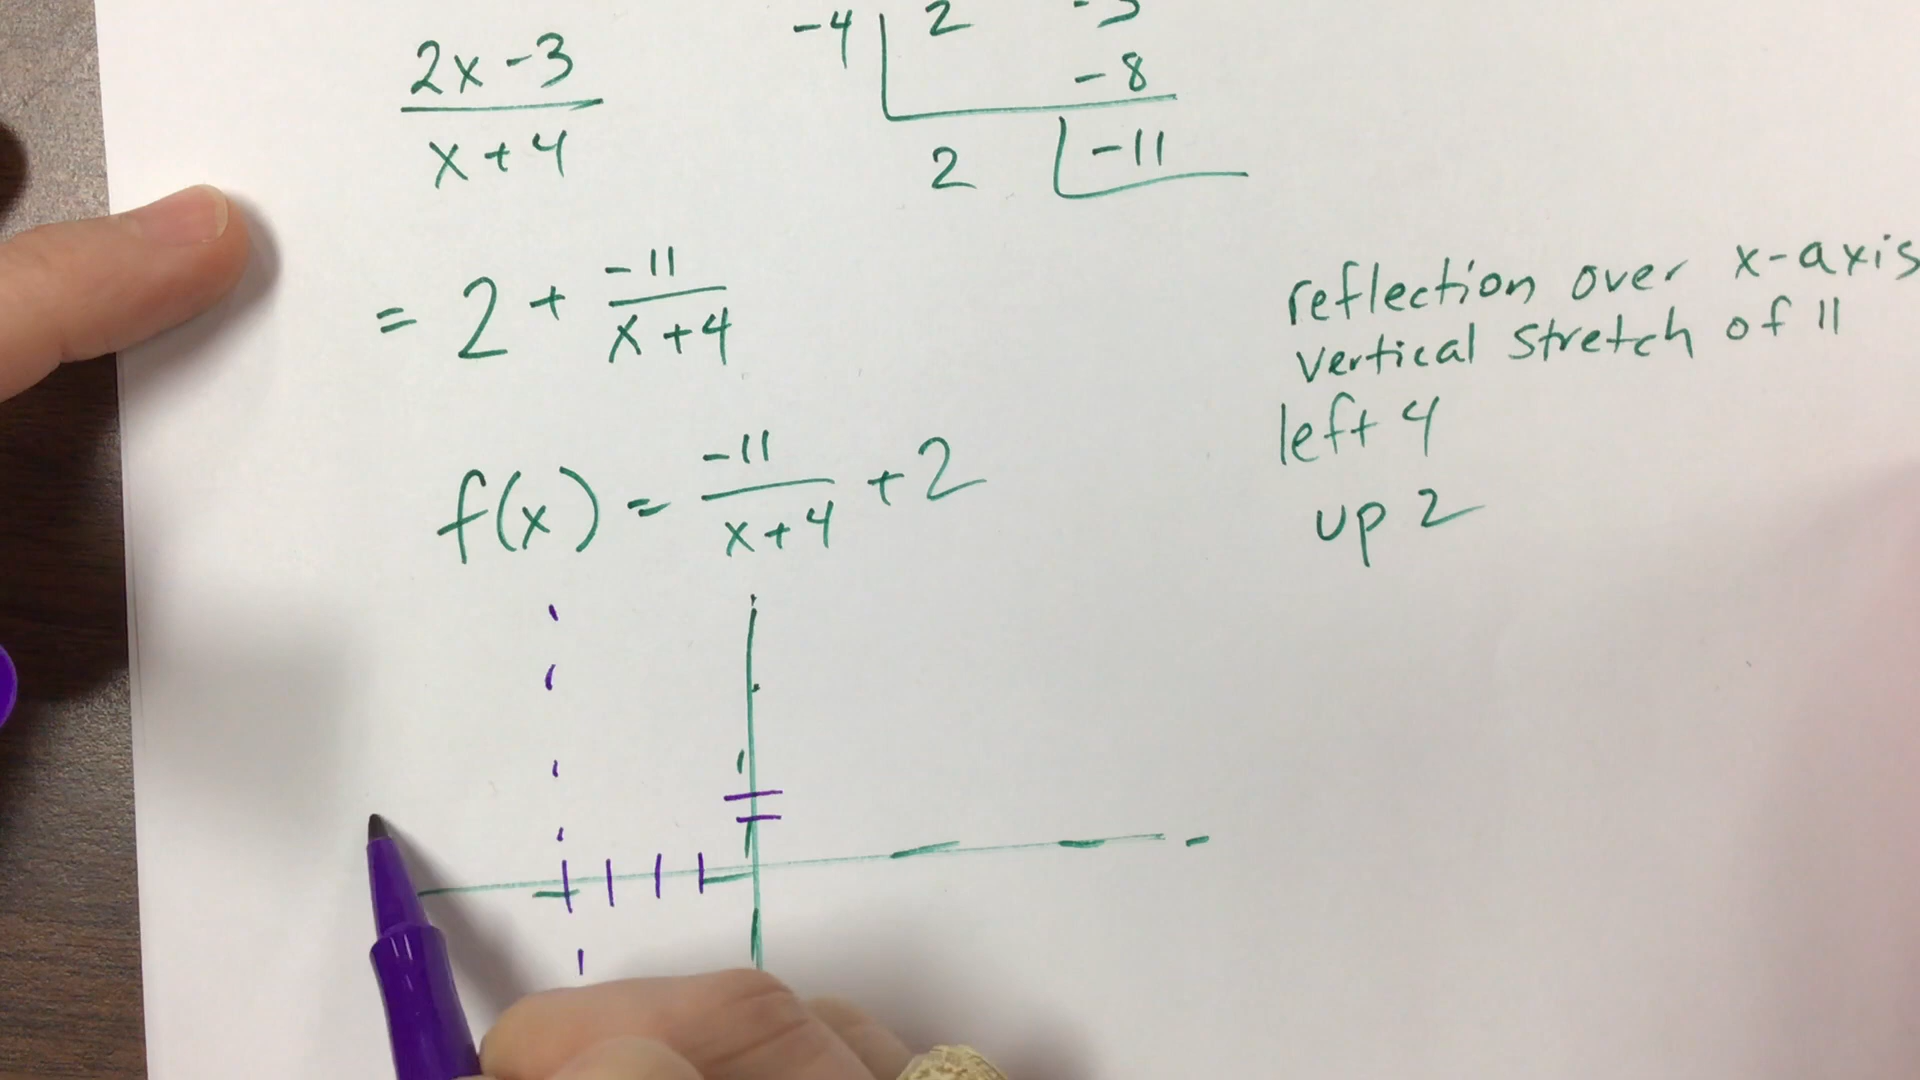 2x - 3
x + 4
-4 2 -3
-8
2 -11
= 2 + -11
x + 4
f(x) = -11 + 2
x + 4
reflection over x-axis
vertical stretch of 11
left 4
up 2